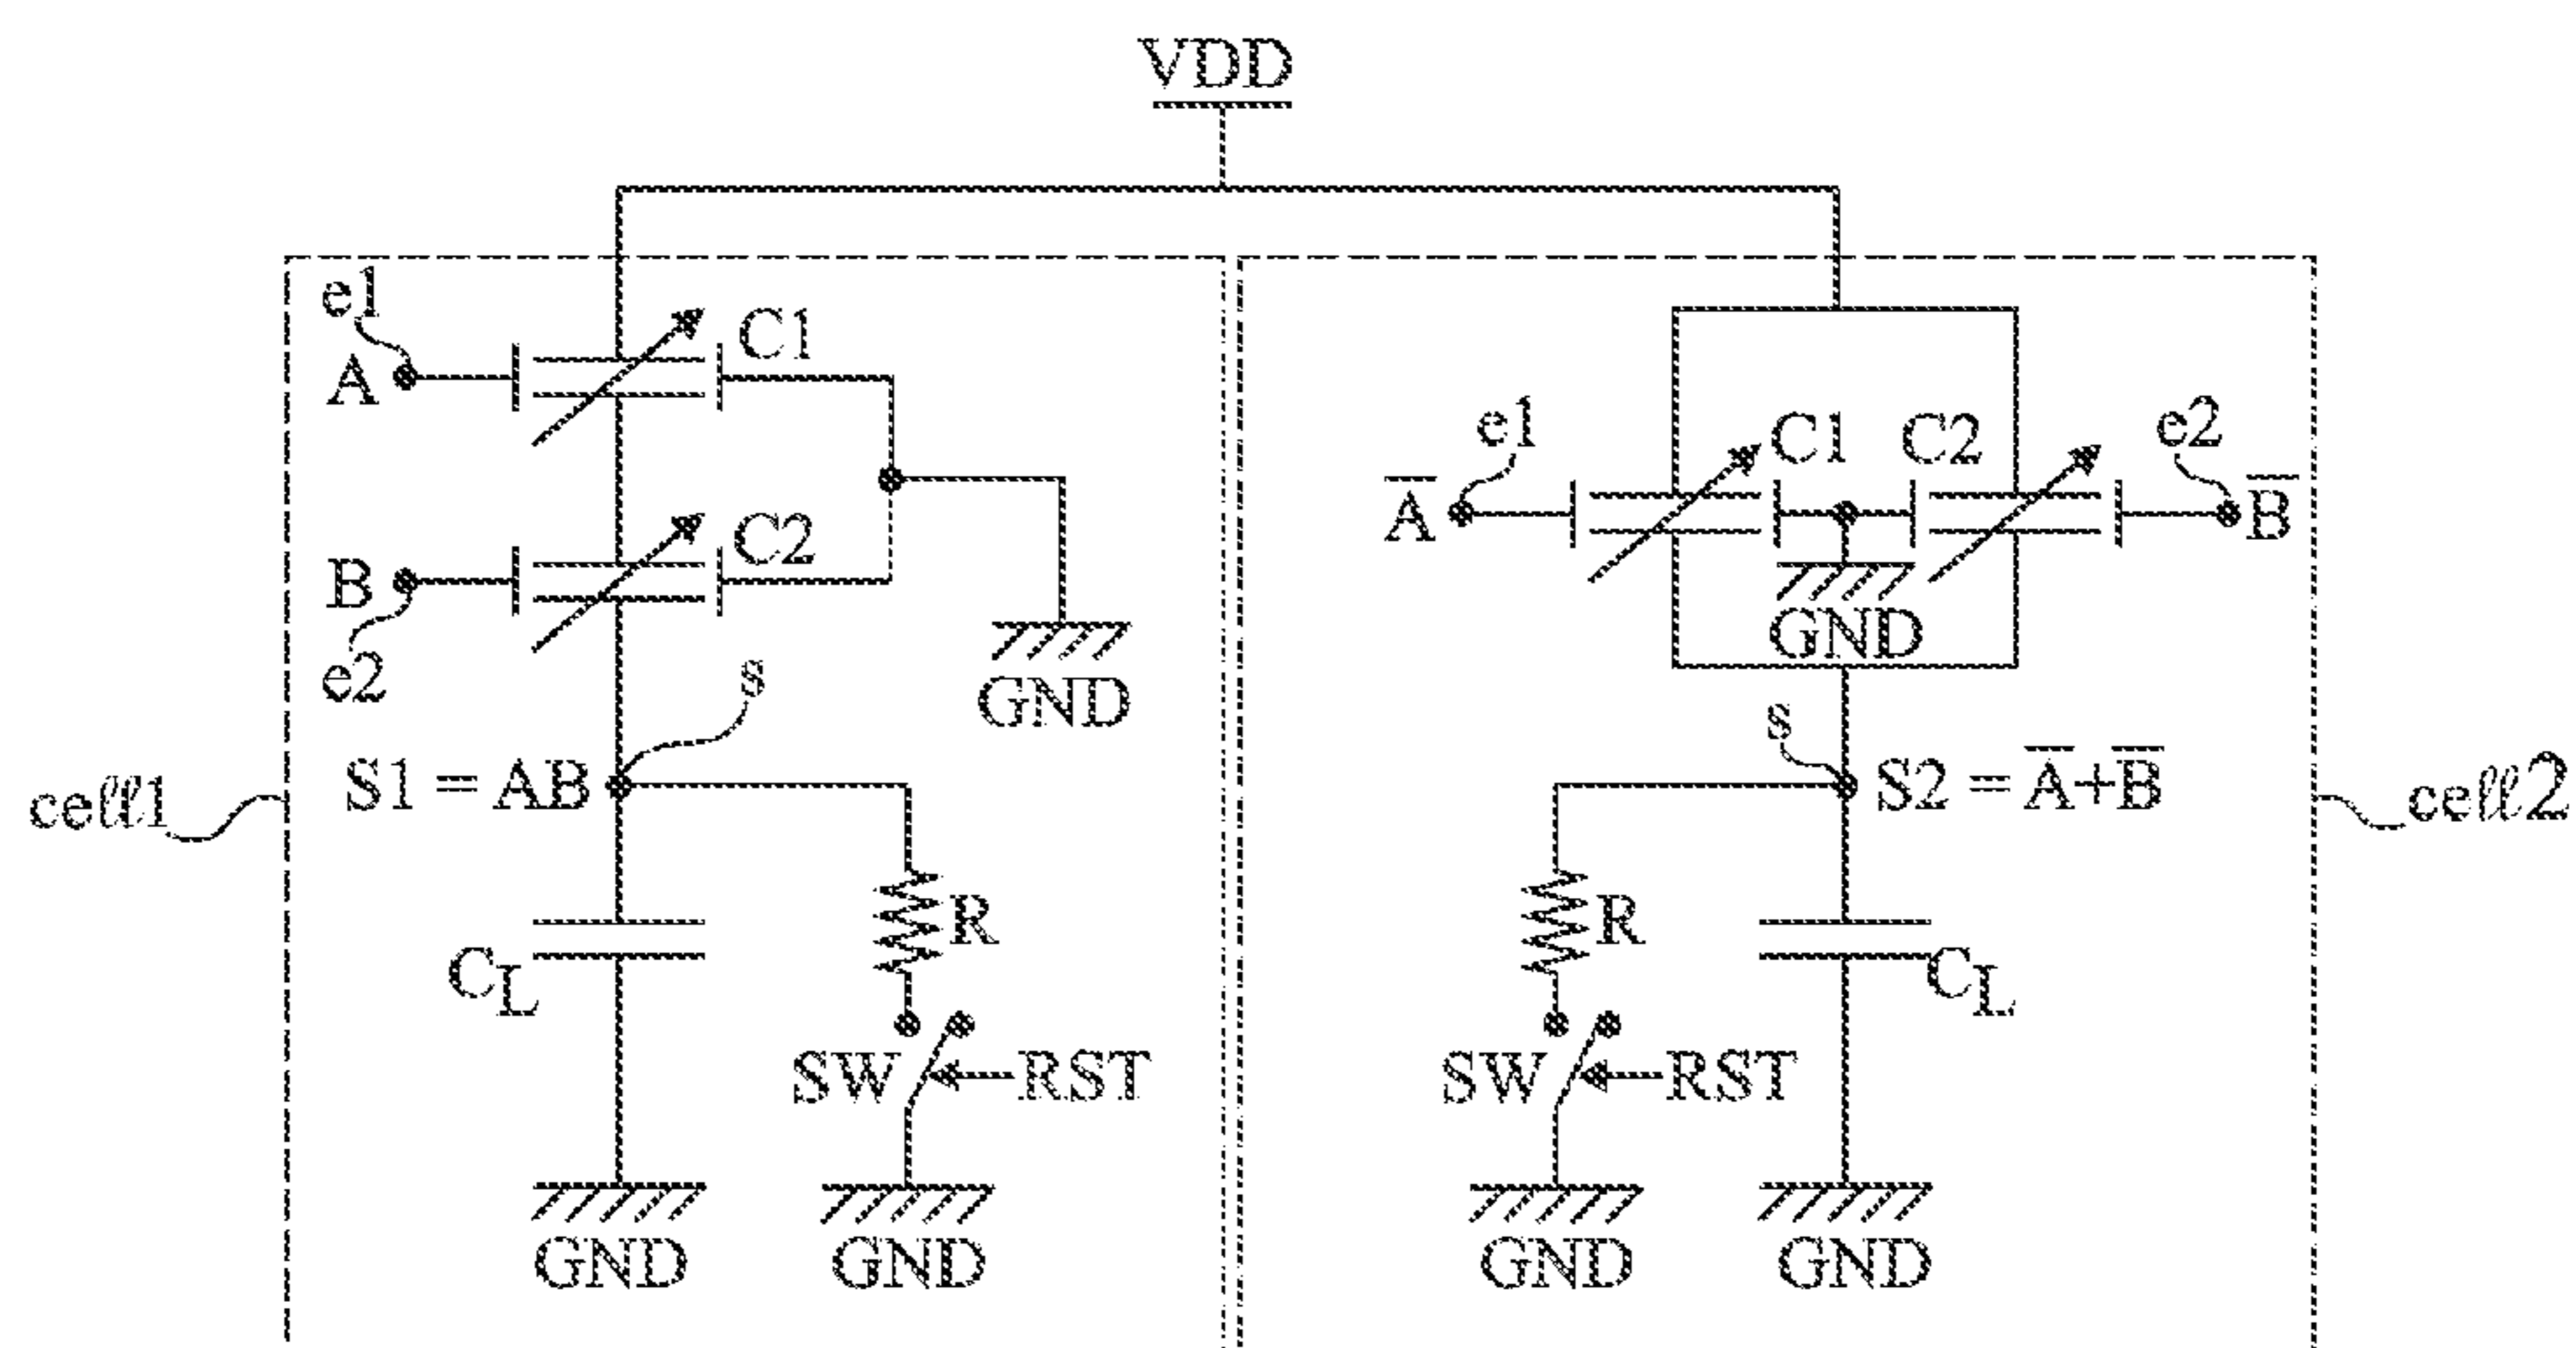 VDD
e1
A
C1
B
C2
e2
GND
s
S1 = AB
cell1
C_L
R
SW
RST
GND
GND
e1
A̅
C1
C2
e2
B̅
GND
s
S2 = A̅+B̅
cell2
R
C_L
SW
RST
GND
GND